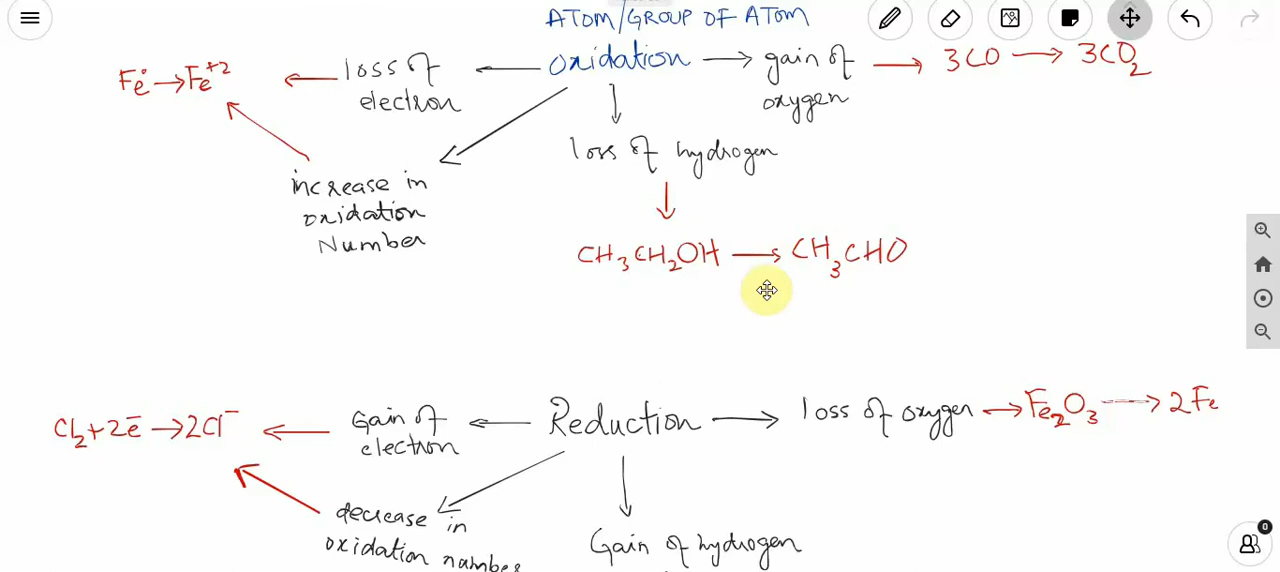 ATOM/GROUP OF ATOM
Fe° → Fe+2 ← loss of electron ← oxidation → gain of oxygen → 3CO → 3CO2
loss of hydrogen
increase in
oxidation
Number
CH3CH2OH → CH3CHO
Cl2+2ē → 2Cl⁻ ← Gain of electron ← Reduction → loss of oxygen → Fe2O3 → 2Fe
decrease in
oxidation number
Gain of hydrogen
0